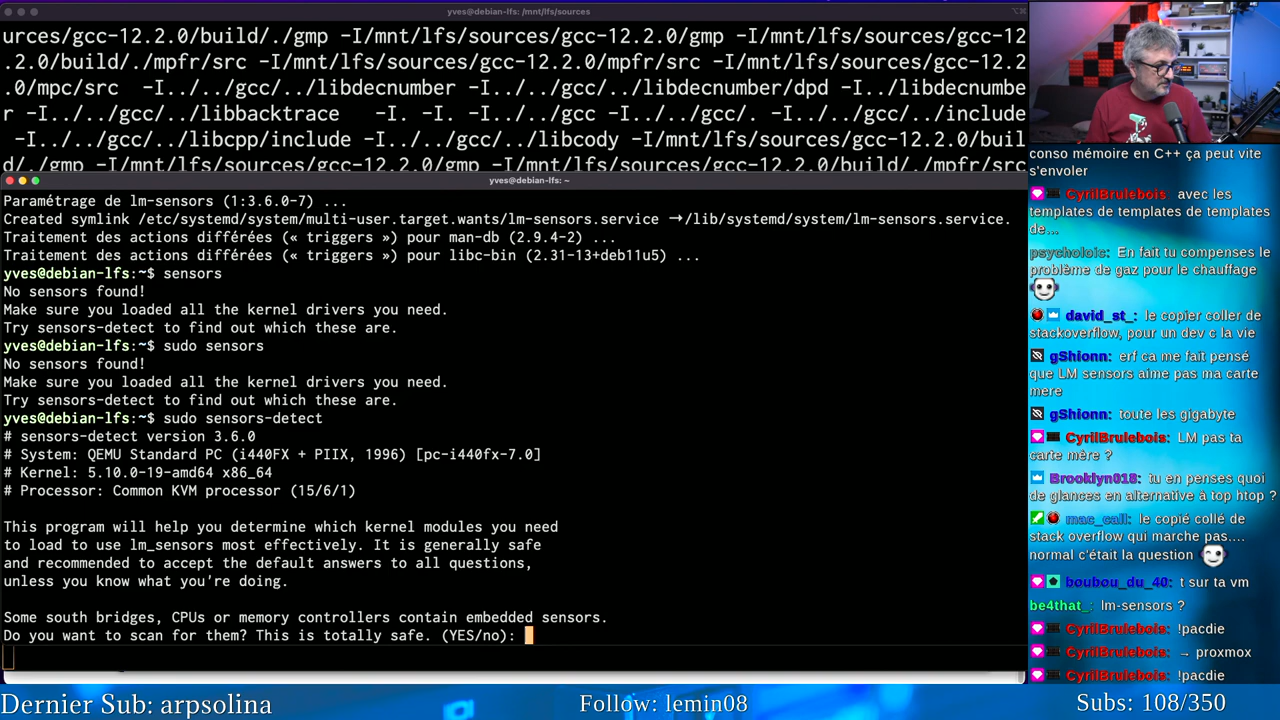 yves@debian-lfs: /mnt/lfs/sources
urces/gcc-12.2.0/build/./gmp -I/mnt/lfs/sources/gcc-12.2.0/gmp -I/mnt/lfs/sources/gcc-12.2
.0/build/./mpfr/src -I/mnt/lfs/sources/gcc-12.2.0/mpfr/src -I/mnt/lfs/sources/gcc-12.2
.0/mpc/src  -I../../gcc/../libdecnumber -I../../gcc/../libdecnumber/dpd -I../libdecnumbe
r -I../../gcc/../libbacktrace   -I. -I. -I../../gcc -I../../gcc/. -I../../gcc/../include
 -I../../gcc/../libcpp/include -I../../gcc/../libcody -I/mnt/lfs/sources/gcc-12.2.0/buil
d/./gmp -I/mnt/lfs/sources/gcc-12.2.0/gmp -I/mnt/lfs/sources/gcc-12.2.0/build/./mpfr/src
yves@debian-lfs: ~
Paramétrage de lm-sensors (1:3.6.0-7) ...
Created symlink /etc/systemd/system/multi-user.target.wants/lm-sensors.service → /lib/systemd/system/lm-sensors.service.
Traitement des actions différées (« triggers ») pour man-db (2.9.4-2) ...
Traitement des actions différées (« triggers ») pour libc-bin (2.31-13+deb11u5) ...
yves@debian-lfs:~$ sensors
No sensors found!
Make sure you loaded all the kernel drivers you need.
Try sensors-detect to find out which these are.
yves@debian-lfs:~$ sudo sensors
No sensors found!
Make sure you loaded all the kernel drivers you need.
Try sensors-detect to find out which these are.
yves@debian-lfs:~$ sudo sensors-detect
# sensors-detect version 3.6.0
# System: QEMU Standard PC (i440FX + PIIX, 1996) [pc-i440fx-7.0]
# Kernel: 5.10.0-19-amd64 x86_64
# Processor: Common KVM processor (15/6/1)
This program will help you determine which kernel modules you need
to load to use lm_sensors most effectively. It is generally safe
and recommended to accept the default answers to all questions,
unless you know what you're doing.
Some south bridges, CPUs or memory controllers contain embedded sensors.
Do you want to scan for them? This is totally safe. (YES/no):
conso mémoire en C++ ça peut vite
s'envoler
CyrilBrulebois avec les
templates de templates de templates
de...
psycholoic: En fait tu compenses le
problème de gaz pour le chauffage
david_st_: le copier coller de
stackoverflow, pour un dev c la vie
gShionn: erf ca me fait pensé
que LM sensors aime pas ma carte
mere
gShionn: toute les gigabyte
CyrilBrulebois: LM pas ta
carte mère ?
Brooklyn018: tu en penses quoi
de glances en alternative à top htop ?
mac_call: le copié collé de
stack overflow qui marche pas....
normal c'était la question
boubou_du_40: t sur ta vm
be4that_: lm-sensors ?
CyrilBrulebois: !pacdie
CyrilBrulebois: → proxmox
CyrilBrulebois: !pacdie
Dernier Sub: arpsolina
Follow: lemin08
Subs: 108/350